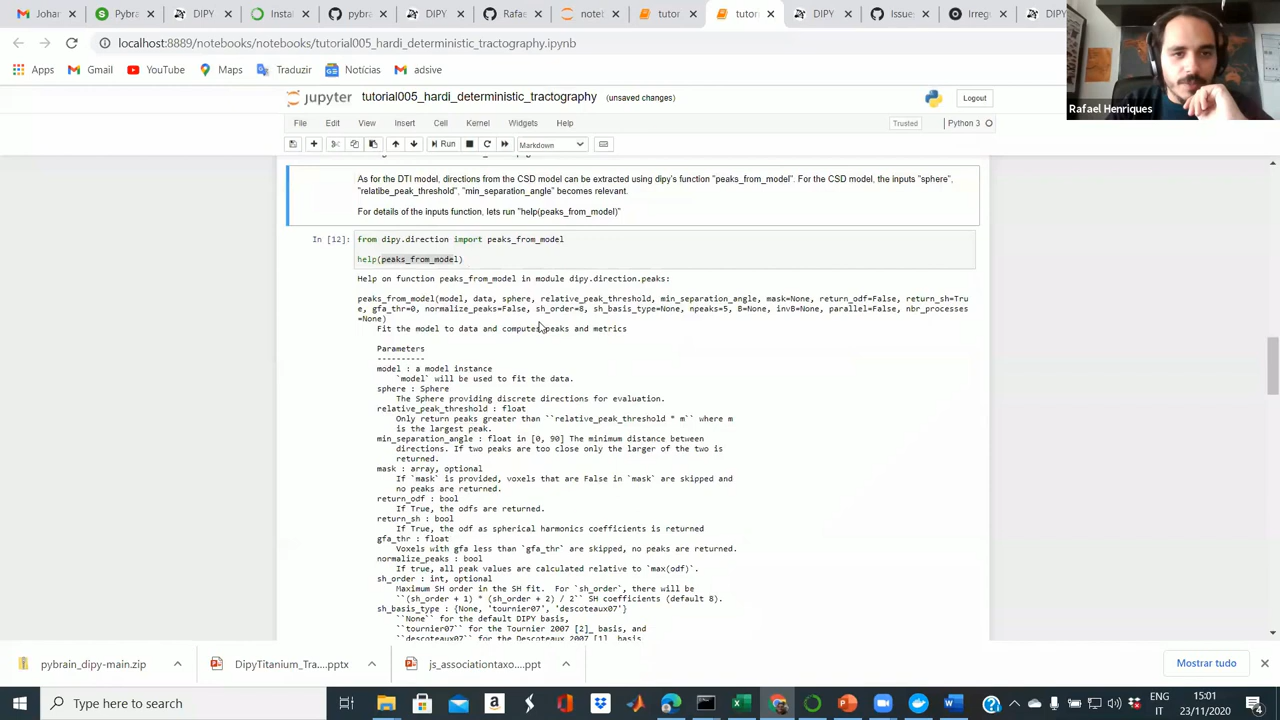 Johar
Pybra
DIPY
Instal
pybr
DIPY
Rafae
noteb
tutor
tutor
DIPY
Issue
Irreg
DIPY
localhost:8889/notebooks/notebooks/tutorial005_hardi_deterministic_tractography.ipynb
Apps
Gmail
YouTube
Maps
Traduzir
Notícias
adsive
Rafael Henriques
jupyter
tutorial005_hardi_deterministic_tractography
(unsaved changes)
Logout
File
Edit
View
Insert
Cell
Kernel
Widgets
Help
Trusted
Python 3
Run
Markdown
As for the DTI model, directions from the CSD model can be extracted using dipy's function "peaks_from_model". For the CSD model, the inputs "sphere",
"relatibe_peak_threshold", "min_separation_angle" becomes relevant.
For details of the inputs function, lets run "help(peaks_from_model)"
In [12]:
from dipy.direction import peaks_from_model
help(peaks_from_model)
Help on function peaks_from_model in module dipy.direction.peaks:
peaks_from_model(model, data, sphere, relative_peak_threshold, min_separation_angle, mask=None, return_odf=False, return_sh=Tru
e, gfa_thr=0, normalize_peaks=False, sh_order=8, sh_basis_type=None, npeaks=5, B=None, invB=None, parallel=False, nbr_processes
=None)
Fit the model to data and computes peaks and metrics
Parameters
----------
model : a model instance
`model` will be used to fit the data.
sphere : Sphere
The Sphere providing discrete directions for evaluation.
relative_peak_threshold : float
Only return peaks greater than ``relative_peak_threshold * m`` where m
is the largest peak.
min_separation_angle : float in [0, 90] The minimum distance between
directions. If two peaks are too close only the larger of the two is
returned.
mask : array, optional
If `mask` is provided, voxels that are False in `mask` are skipped and
no peaks are returned.
return_odf : bool
If True, the odfs are returned.
return_sh : bool
If True, the odf as spherical harmonics coefficients is returned
gfa_thr : float
Voxels with gfa less than `gfa_thr` are skipped, no peaks are returned.
normalize_peaks : bool
If true, all peak values are calculated relative to `max(odf)`.
sh_order : int, optional
Maximum SH order in the SH fit.  For `sh_order`, there will be
``(sh_order + 1) * (sh_order + 2) / 2`` SH coefficients (default 8).
sh_basis_type : {None, 'tournier07', 'descoteaux07'}
``None`` for the default DIPY basis,
``tournier07`` for the Tournier 2007 [2]_ basis, and
``descoteaux07`` for the Descoteaux 2007 [1]_ basis
pybrain_dipy-main.zip
DipyTitanium_Tra....pptx
js_associationtaxo....ppt
Mostrar tudo
Type here to search
ENG
IT
15:01
23/11/2020
4